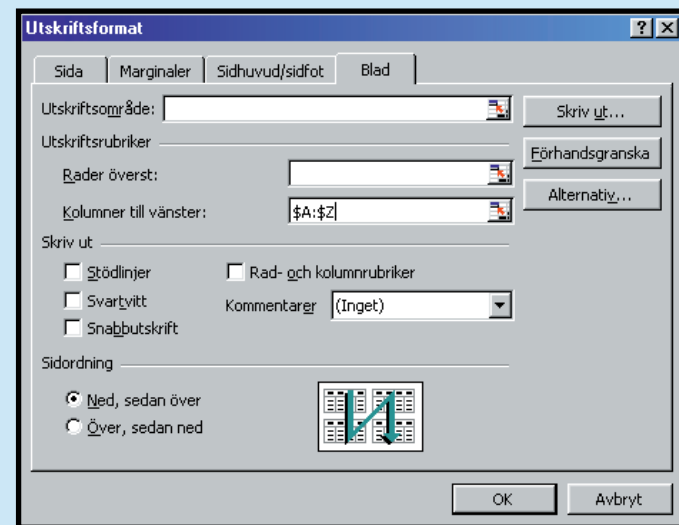 Utskriftsformat
Sida Marginaler Sidhuvud/sidfot Blad
Utskriftsområde: Skriv ut...
Utskriftsrubriker Förhandsgranska
Rader överst:
Kolumner till vänster: $A:$Z Alternativ...
Skriv ut
Stödlinjer Rad- och kolumnrubriker
Svartvitt Kommentarer (Inget)
Snabbutskrift
Sidordning
Ned, sedan över
Över, sedan ned
OK Avbryt